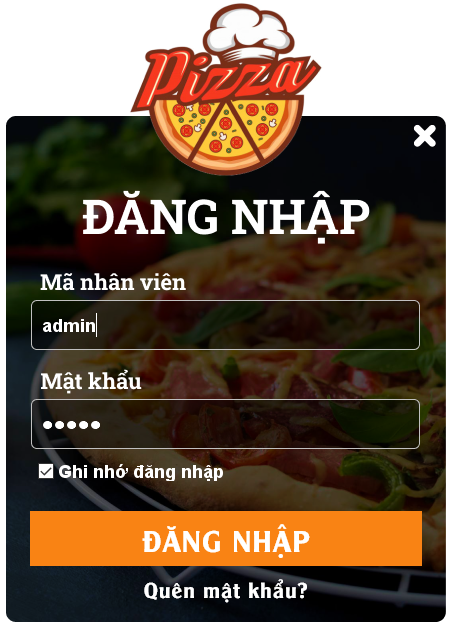 Pizza
ĐĂNG NHẬP
Mã nhân viên
admin
Mật khẩu
●●●●●
Ghi nhớ đăng nhập
ĐĂNG NHẬP
Quên mật khẩu?